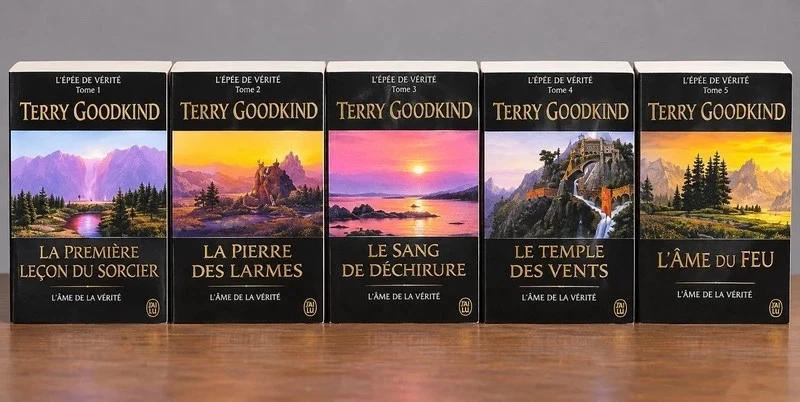 L'ÉPÉE DE VÉRITÉ
Tome 1
TERRY GOODKIND
LA PREMIÈRE
LEÇON DU SORCIER
L'ÂME DE LA VÉRITÉ
J'AI
LU
L'ÉPÉE DE VÉRITÉ
Tome 2
TERRY GOODKIND
LA PIERRE
DES LARMES
L'ÂME DE LA VÉRITÉ
J'AI
LU
L'ÉPÉE DE VÉRITÉ
Tome 3
TERRY GOODKIND
LE SANG
DE DÉCHIRURE
L'ÂME DE LA VÉRITÉ
J'AI
LU
L'ÉPÉE DE VÉRITÉ
Tome 4
TERRY GOODKIND
LE TEMPLE
DES VENTS
L'ÂME DE LA VÉRITÉ
J'AI
LU
L'ÉPÉE DE VÉRITÉ
Tome 5
TERRY GOODKIND
L'ÂME DU FEU
L'ÂME DE LA VÉRITÉ
J'AI
LU